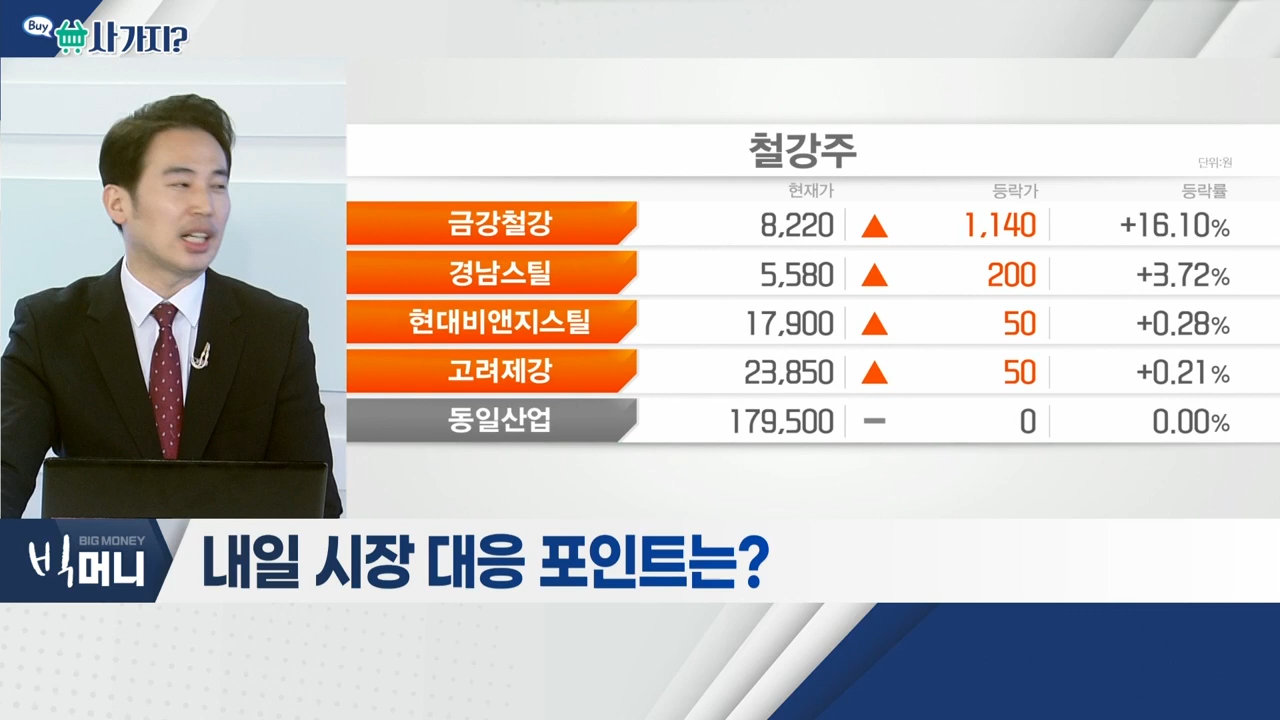 Buy 사가지?
철강주
단위:원
현재가 등락가 등락률
금강철강 8,220 ▲ 1,140 +16.10%
경남스틸 5,580 ▲ 200 +3.72%
현대비앤지스틸 17,900 ▲ 50 +0.28%
고려제강 23,850 ▲ 50 +0.21%
동일산업 179,500 – 0 0.00%
BIG MONEY
빅머니 내일 시장 대응 포인트는?